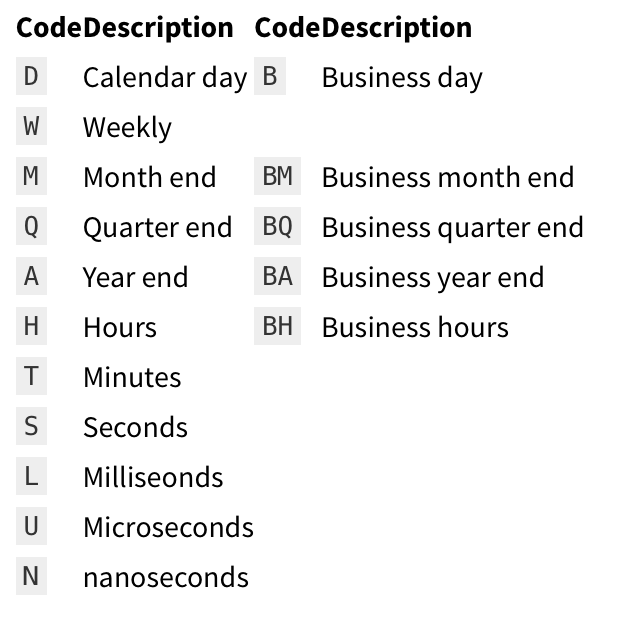 Code Description Code Description
D Calendar day B Business day
W Weekly
M Month end BM Business month end
Q Quarter end BQ Business quarter end
A Year end BA Business year end
H Hours BH Business hours
T Minutes
S Seconds
L Milliseonds
U Microseconds
N nanoseconds